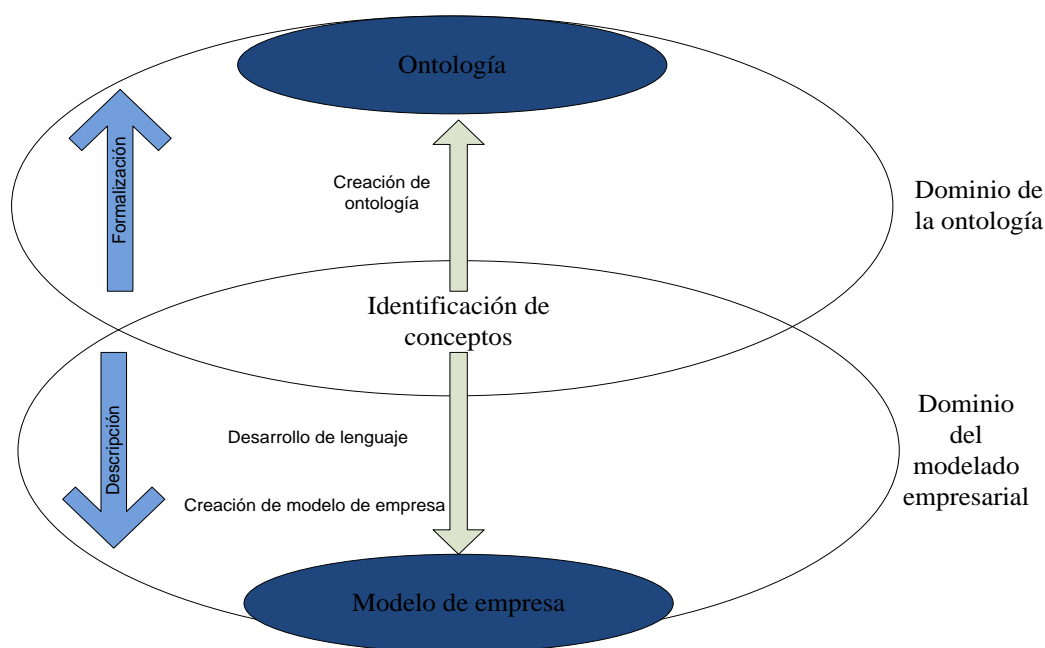 Ontología
Formalización
Creación de
ontología
Dominio de
la ontología
Identificación de
conceptos
Descripción
Desarrollo de lenguaje
Creación de modelo de empresa
Dominio
del
modelado
empresarial
Modelo de empresa